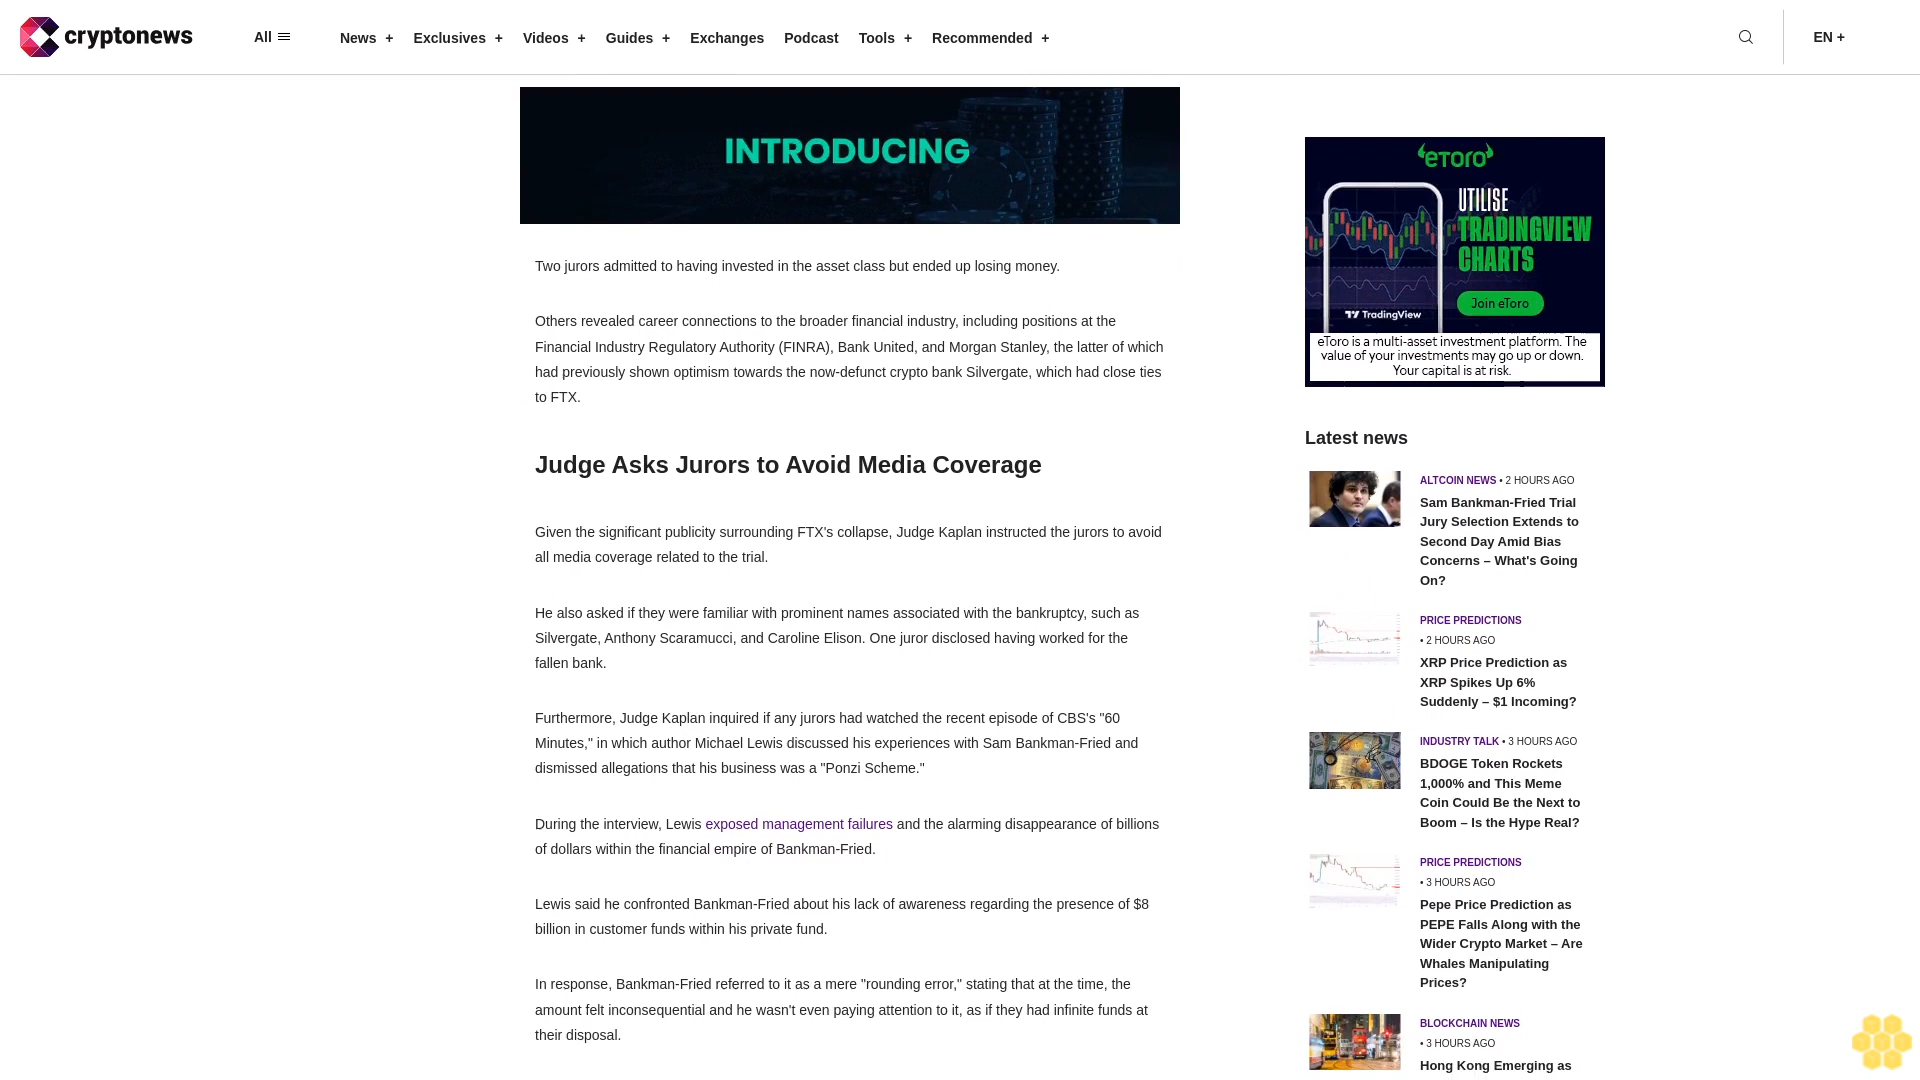 cryptonews
All
News +
Exclusives +
Videos +
Guides +
Exchanges
Podcast
Tools +
Recommended +
EN +
INTRODUCING
Two jurors admitted to having invested in the asset class but ended up losing money.
Others revealed career connections to the broader financial industry, including positions at the
Financial Industry Regulatory Authority (FINRA), Bank United, and Morgan Stanley, the latter of which
had previously shown optimism towards the now-defunct crypto bank Silvergate, which had close ties
to FTX.
Judge Asks Jurors to Avoid Media Coverage
Given the significant publicity surrounding FTX's collapse, Judge Kaplan instructed the jurors to avoid
all media coverage related to the trial.
He also asked if they were familiar with prominent names associated with the bankruptcy, such as
Silvergate, Anthony Scaramucci, and Caroline Elison. One juror disclosed having worked for the
fallen bank.
Furthermore, Judge Kaplan inquired if any jurors had watched the recent episode of CBS's "60
Minutes," in which author Michael Lewis discussed his experiences with Sam Bankman-Fried and
dismissed allegations that his business was a "Ponzi Scheme."
During the interview, Lewis exposed management failures and the alarming disappearance of billions
of dollars within the financial empire of Bankman-Fried.
Lewis said he confronted Bankman-Fried about his lack of awareness regarding the presence of $8
billion in customer funds within his private fund.
In response, Bankman-Fried referred to it as a mere "rounding error," stating that at the time, the
amount felt inconsequential and he wasn't even paying attention to it, as if they had infinite funds at
their disposal.
eToro
UTILISE
TRADINGVIEW
CHARTS
Join eToro
TradingView
eToro is a multi-asset investment platform. The
value of your investments may go up or down.
Your capital is at risk.
Latest news
ALTCOIN NEWS • 2 HOURS AGO
Sam Bankman-Fried Trial
Jury Selection Extends to
Second Day Amid Bias
Concerns – What's Going
On?
PRICE PREDICTIONS
• 2 HOURS AGO
XRP Price Prediction as
XRP Spikes Up 6%
Suddenly – $1 Incoming?
INDUSTRY TALK • 3 HOURS AGO
BDOGE Token Rockets
1,000% and This Meme
Coin Could Be the Next to
Boom – Is the Hype Real?
PRICE PREDICTIONS
• 3 HOURS AGO
Pepe Price Prediction as
PEPE Falls Along with the
Wider Crypto Market – Are
Whales Manipulating
Prices?
BLOCKCHAIN NEWS
• 3 HOURS AGO
Hong Kong Emerging as